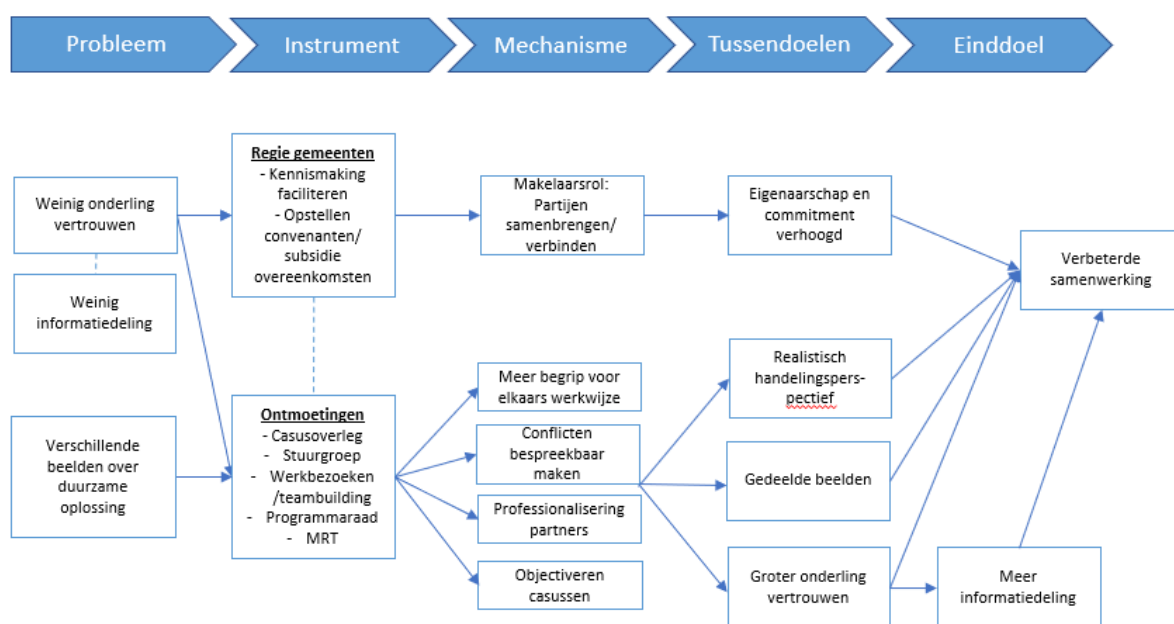 Probleem
Instrument
Mechanisme
Tussendoelen
Einddoel
Weinig onderling
vertrouwen
Weinig
informatiedeling
Verschillende
beelden over
duurzame
oplossing
Regie gemeenten
- Kennismaking
faciliteren
- Opstellen
convenanten/
subsidie
overeenkomsten
Ontmoetingen
- Casusoverleg
- Stuurgroep
- Werkbezoeken
/teambuilding
- Programmaraad
- MRT
Makelaarsrol:
Partijen
samenbrengen/
verbinden
Meer begrip voor
elkaars werkwijze
Conflicten
bespreekbaar
maken
Professionalisering
partners
Objectiveren
casussen
Eigenaarschap en
commitment
verhoogd
Realistisch
handelingspers-
spectief
Gedeelde beelden
Groter onderling
vertrouwen
Meer
informatiedeling
Verbeterde
samenwerking